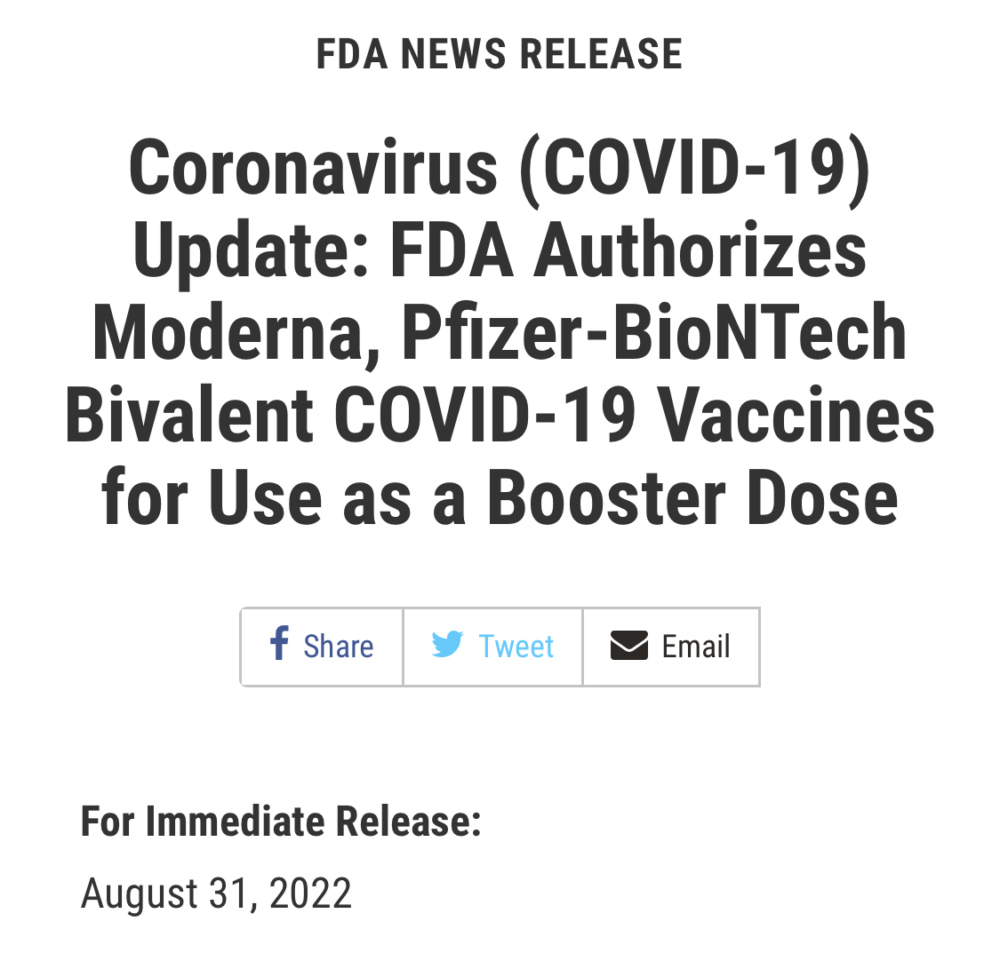 FDA NEWS RELEASE
Coronavirus (COVID-19)
Update: FDA Authorizes
Moderna, Pfizer-BioNTech
Bivalent COVID-19 Vaccines
for Use as a Booster Dose
Share Tweet Email
For Immediate Release:
August 31, 2022